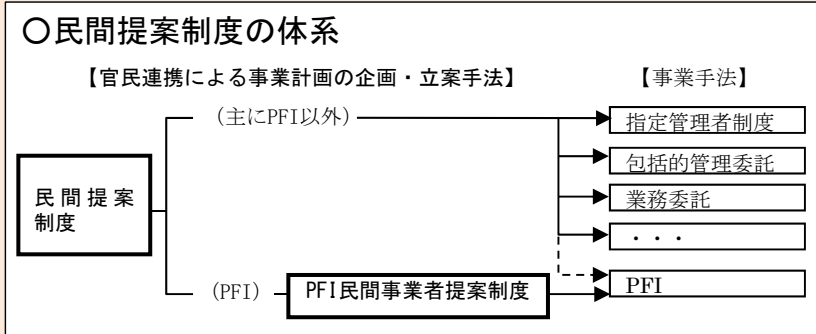 〇民間提案制度の体系
【官民連携による事業計画の企画・立案手法】
【事業手法】
（主にPFI以外）
指定管理者制度
包括的管理委託
業務委託
・・・
民間提案
制度
（PFI）
PFI民間事業者提案制度
PFI